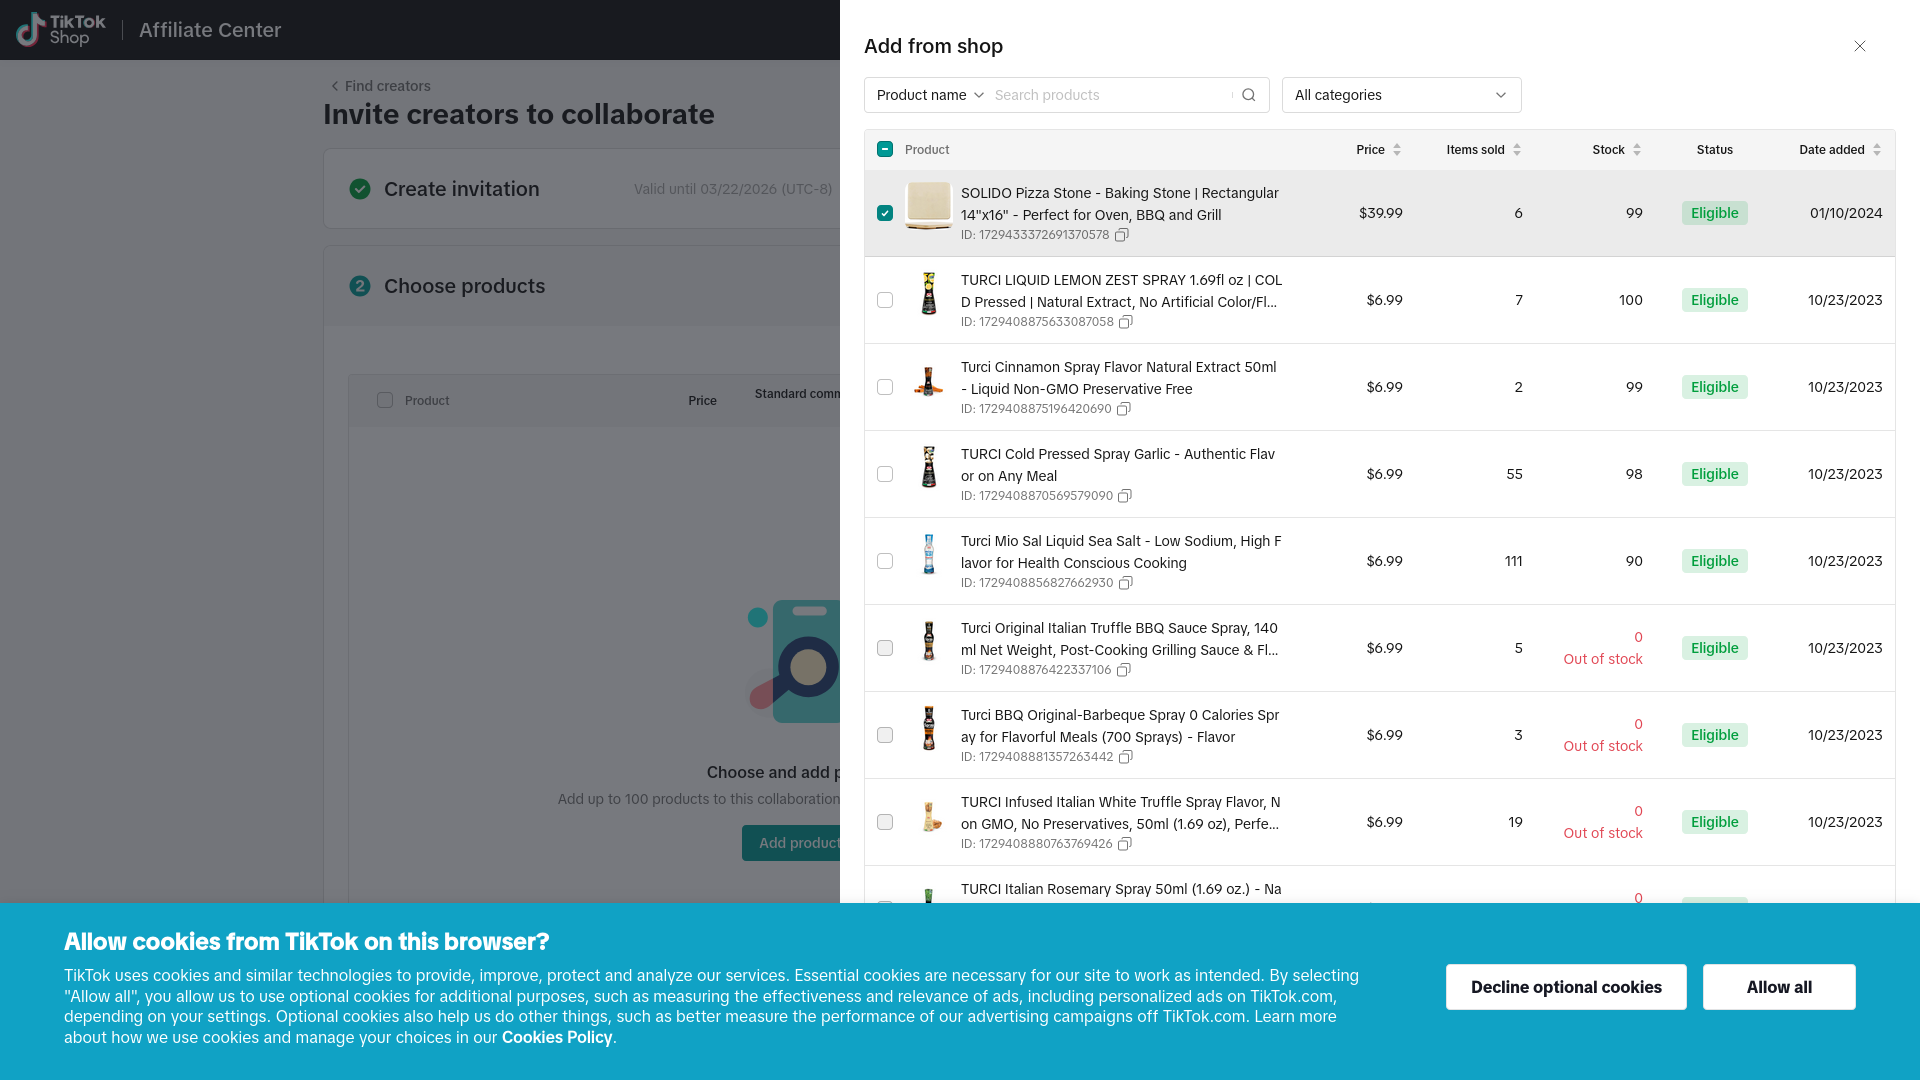 TikTok
Shop
Affiliate Center
Find creators
Invite creators to collaborate
Create invitation
Valid until 03/22/2026 (UTC-8)
2
Choose products
Product
Price
Standard comm
Choose and add p
Add up to 100 products to this collaboration
Add product
Add from shop
Product name
Search products
All categories
Product
Price
Items sold
Stock
Status
Date added
SOLIDO Pizza Stone - Baking Stone | Rectangular
14"x16" - Perfect for Oven, BBQ and Grill
ID: 1729433372691370578
$39.99
6
99
Eligible
01/10/2024
TURCI LIQUID LEMON ZEST SPRAY 1.69fl oz | COL
D Pressed | Natural Extract, No Artificial Color/Fl...
ID: 1729408875633087058
$6.99
7
100
Eligible
10/23/2023
Turci Cinnamon Spray Flavor Natural Extract 50ml
- Liquid Non-GMO Preservative Free
ID: 1729408875196420690
$6.99
2
99
Eligible
10/23/2023
TURCI Cold Pressed Spray Garlic - Authentic Flav
or on Any Meal
ID: 1729408870569579090
$6.99
55
98
Eligible
10/23/2023
Turci Mio Sal Liquid Sea Salt - Low Sodium, High F
lavor for Health Conscious Cooking
ID: 1729408856827662930
$6.99
111
90
Eligible
10/23/2023
Turci Original Italian Truffle BBQ Sauce Spray, 140
ml Net Weight, Post-Cooking Grilling Sauce & Fl...
ID: 1729408876422337106
$6.99
5
0
Out of stock
Eligible
10/23/2023
Turci BBQ Original-Barbeque Spray 0 Calories Spr
ay for Flavorful Meals (700 Sprays) - Flavor
ID: 1729408881357263442
$6.99
3
0
Out of stock
Eligible
10/23/2023
TURCI Infused Italian White Truffle Spray Flavor, N
on GMO, No Preservatives, 50ml (1.69 oz), Perfe...
ID: 1729408880763769426
$6.99
19
0
Out of stock
Eligible
10/23/2023
TURCI Italian Rosemary Spray 50ml (1.69 oz.) - Na
0
Allow cookies from TikTok on this browser?
TikTok uses cookies and similar technologies to provide, improve, protect and analyze our services. Essential cookies are necessary for our site to work as intended. By selecting
"Allow all", you allow us to use optional cookies for additional purposes, such as measuring the effectiveness and relevance of ads, including personalized ads on TikTok.com,
depending on your settings. Optional cookies also help us do other things, such as better measure the performance of our advertising campaigns off TikTok.com. Learn more
about how we use cookies and manage your choices in our Cookies Policy.
Decline optional cookies
Allow all